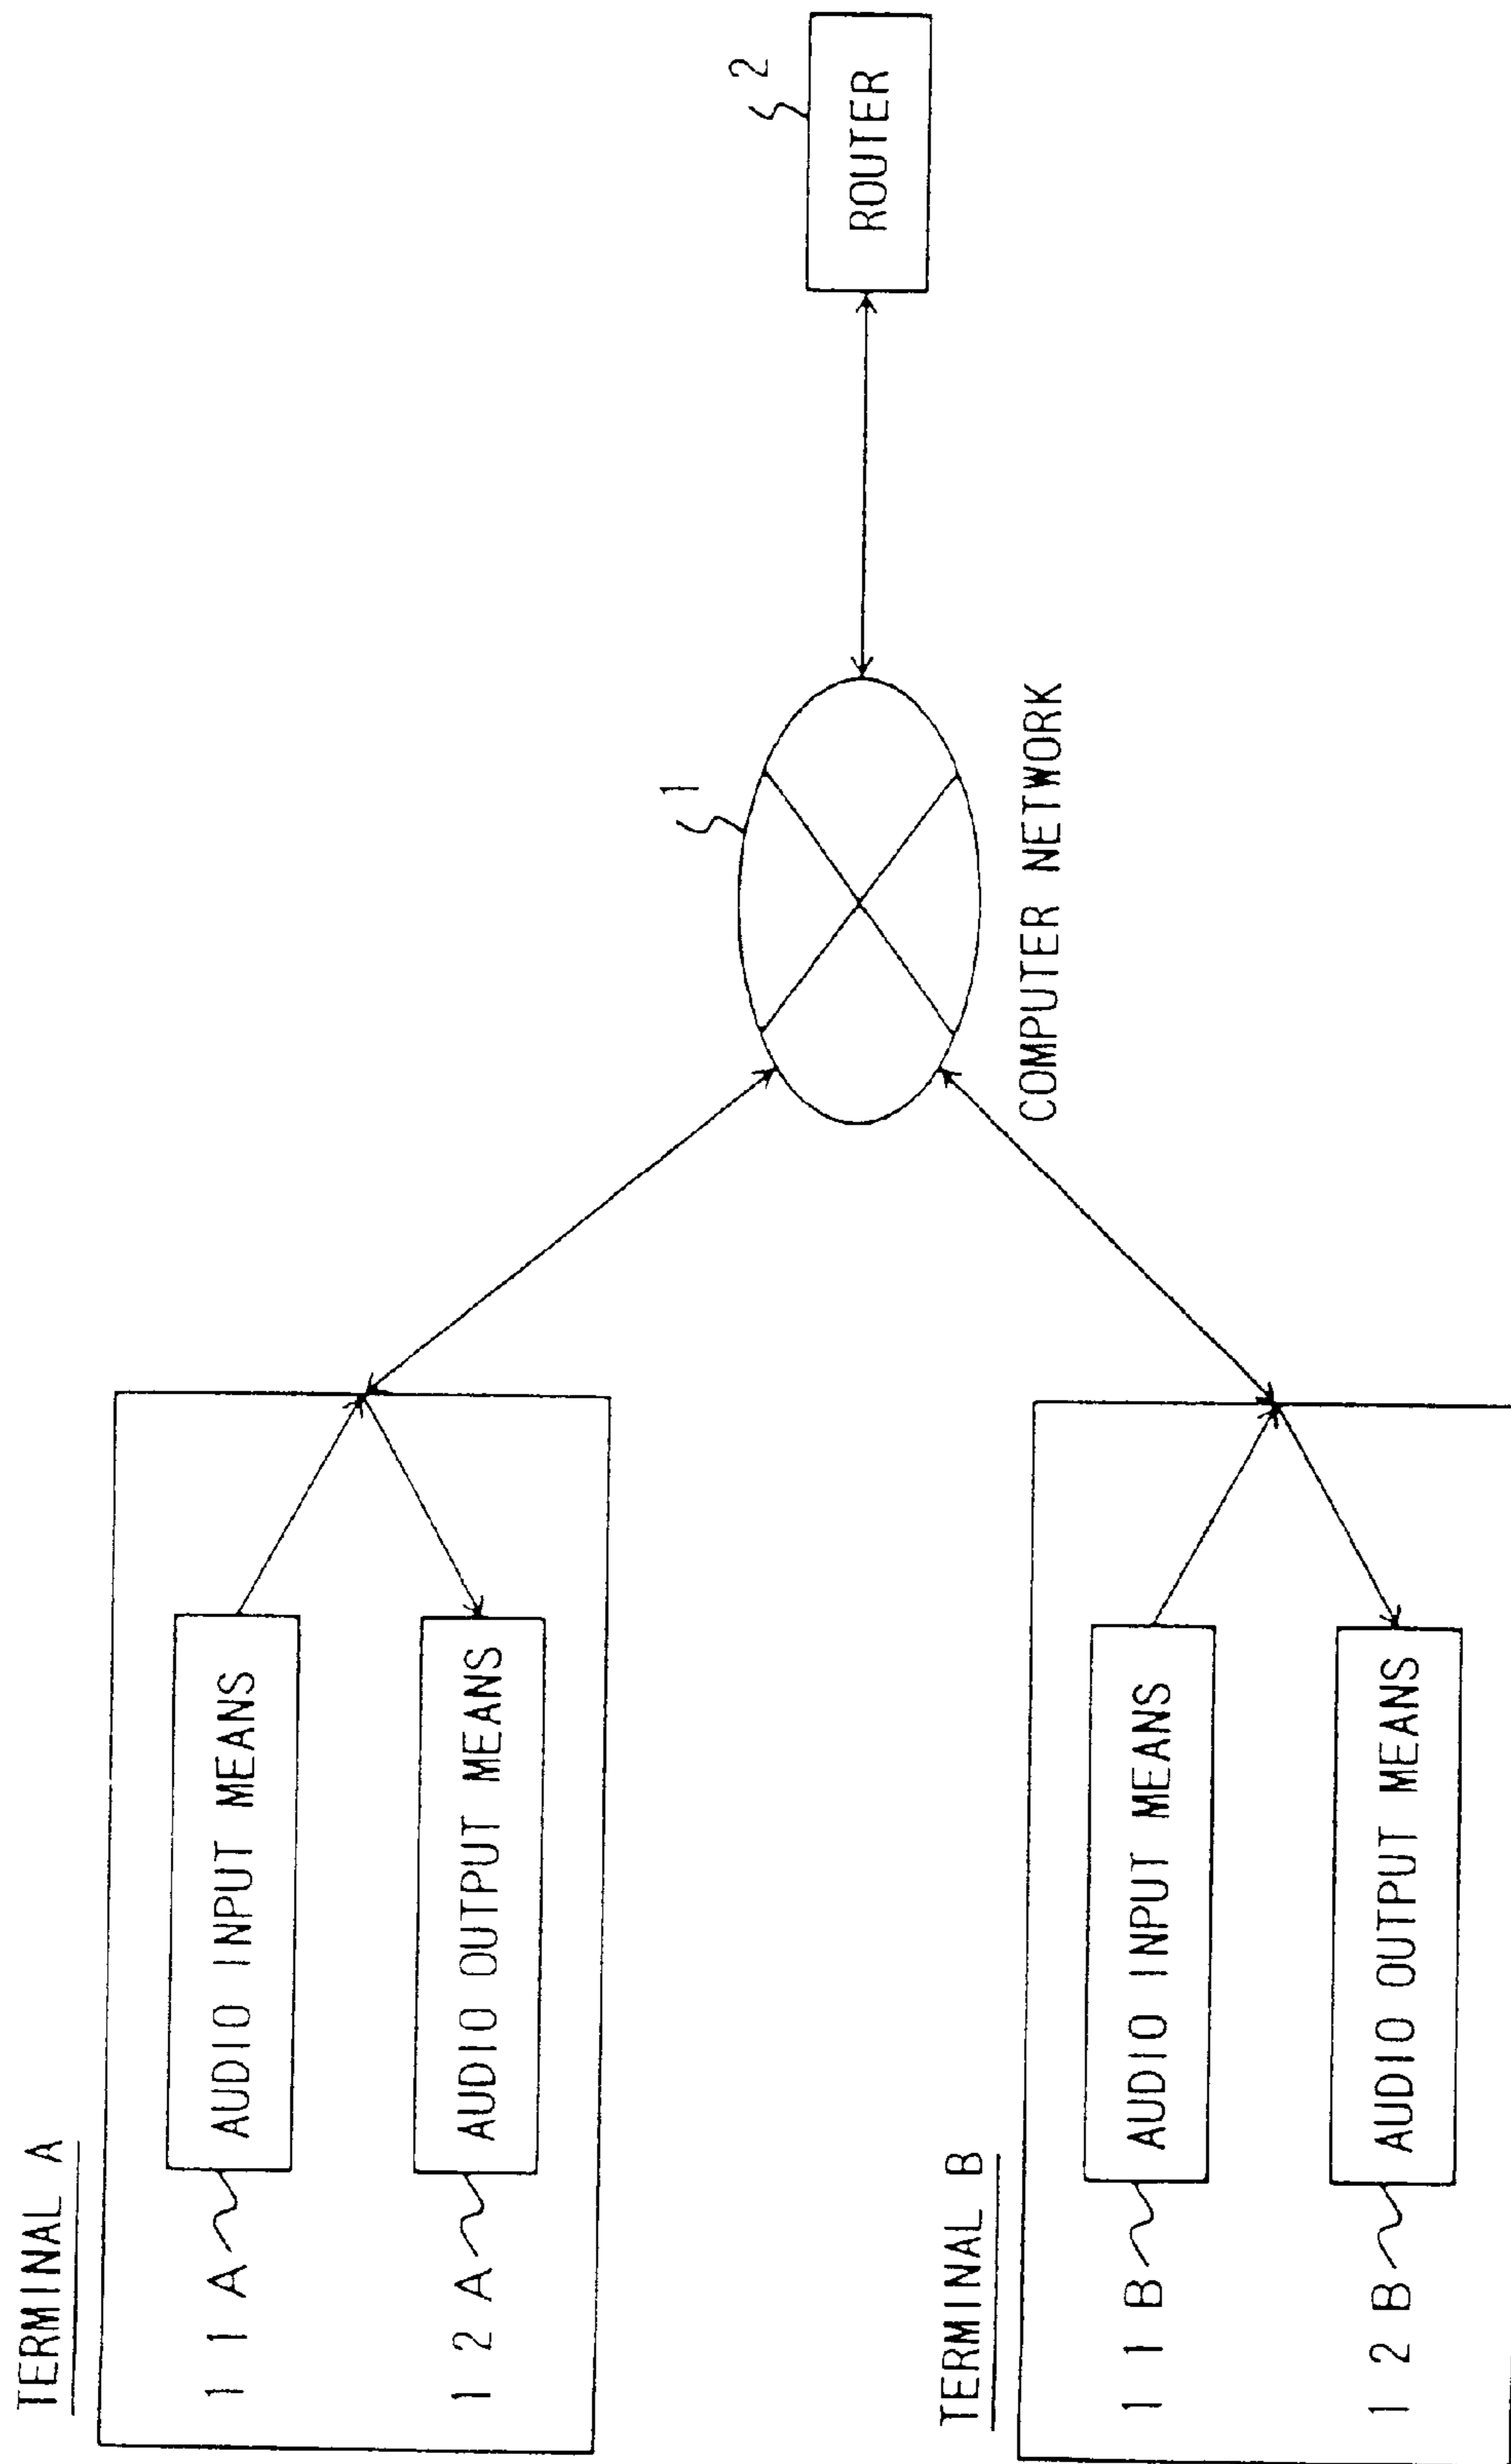 TERMINAL A
11A
AUDIO INPUT MEANS
12A
AUDIO OUTPUT MEANS
1
COMPUTER NETWORK
2
ROUTER
TERMINAL B
11B
AUDIO INPUT MEANS
12B
AUDIO OUTPUT MEANS